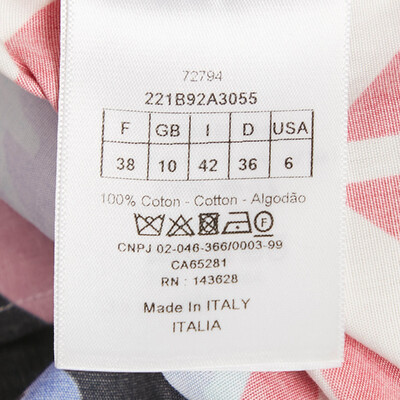 72794
221B92A3055
F GB I D USA
38 10 42 36 6
100% Coton - Cotton - Algodão
F
CNPJ 02-046-366/0003-99
CA65281
RN : 143628
Made In ITALY
ITALIA